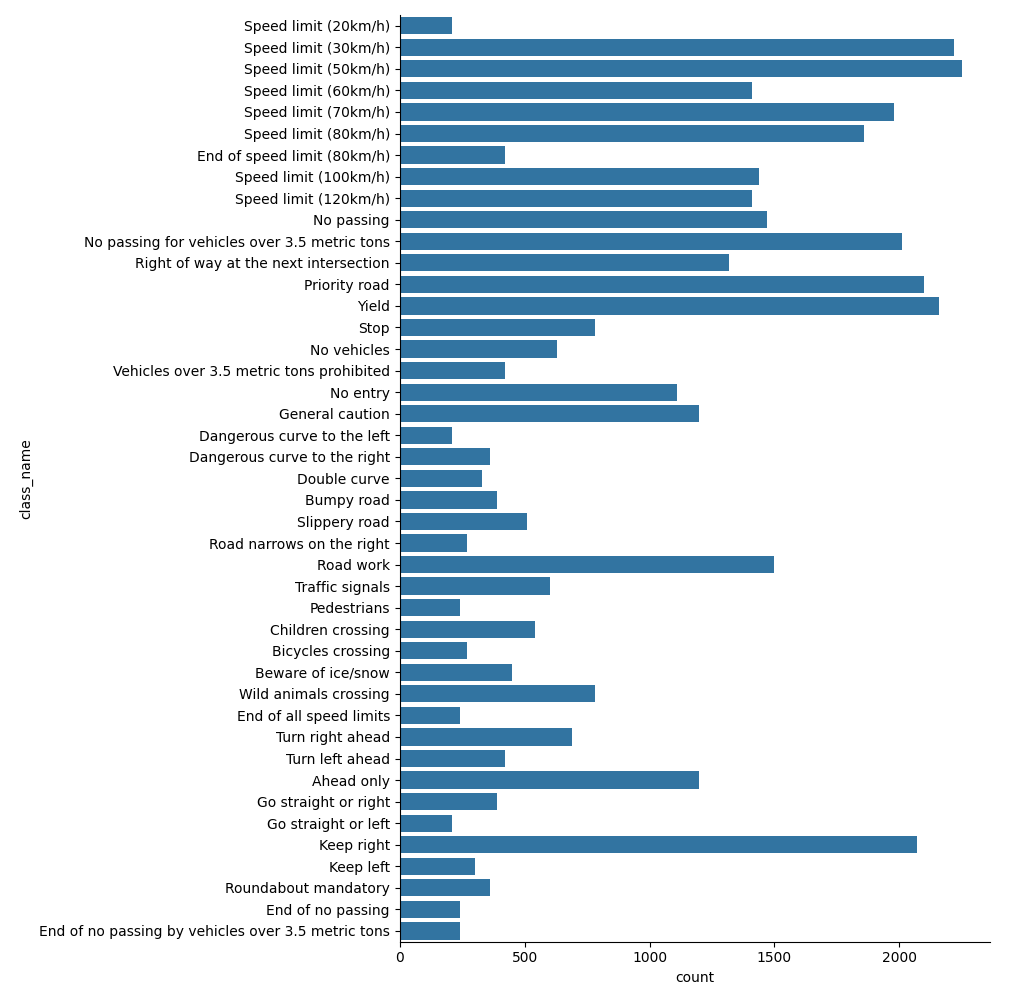 Speed limit (20km/h)
Speed limit (30km/h)
Speed limit (50km/h)
Speed limit (60km/h)
Speed limit (70km/h)
Speed limit (80km/h)
End of speed limit (80km/h)
Speed limit (100km/h)
Speed limit (120km/h)
No passing
No passing for vehicles over 3.5 metric tons
Right of way at the next intersection
Priority road
Yield
Stop
No vehicles
Vehicles over 3.5 metric tons prohibited
No entry
General caution
Dangerous curve to the left
Dangerous curve to the right
Double curve
Bumpy road
Slippery road
Road narrows on the right
Road work
Traffic signals
Pedestrians
Children crossing
Bicycles crossing
Beware of ice/snow
Wild animals crossing
End of all speed limits
Turn right ahead
Turn left ahead
Ahead only
Go straight or right
Go straight or left
Keep right
Keep left
Roundabout mandatory
End of no passing
End of no passing by vehicles over 3.5 metric tons
class_name
0 500 1000 1500 2000
count